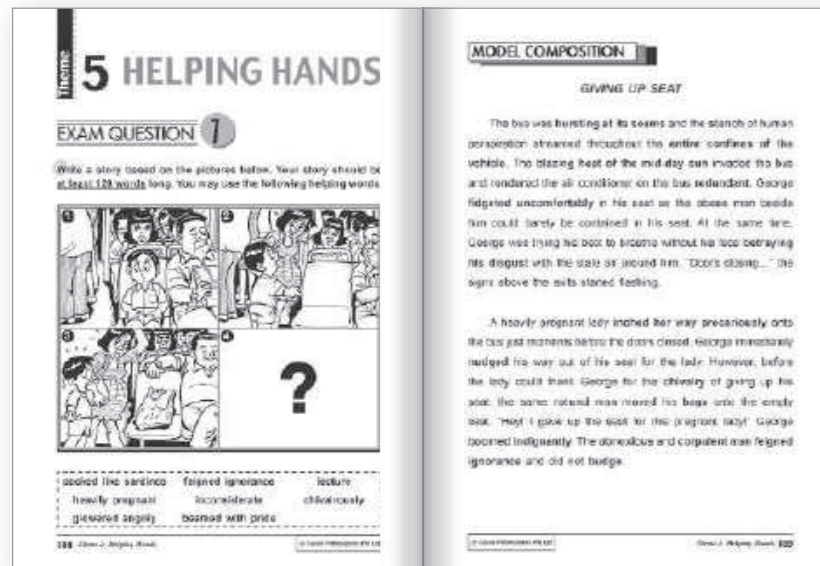 Theme
5 HELPING HANDS
EXAM QUESTION 1
Write a story based on the pictures below. Your story should be
at least 120 words long. You may use the following helping words
1
2
3
4
?
packed like sardines feigned ignorance lecture
heavily pregnant inconsiderate chivalrously
glowered angrily beamed with pride
Helping Hands
MODEL COMPOSITION
GIVING UP SEAT
The bus was bursting at its seams and the stench of human
perspiration streamed throughout the entire confines of the
vehicle. The blazing heat of the mid-day sun invaded the bus
and rendered the air conditioner on the bus redundant. George
fidgeted uncomfortably in his seat as the obese man beside
him could barely be contained in his seat. At the same time,
George was trying his best to breathe without his face betraying
his disgust with the stale air around him. "Doors closing..." the
signs above the exits started flashing.
A heavily pregnant lady inched her way precariously onto
the bus just moments before the doors closed. George immediately
nudged his way out of his seat for the lady. However, before
the lady could thank George for the chivalry of giving up his
seat, the same rotund man moved his bags onto the empty
seat. "Hey! I gave up the seat for this pregnant lady!" George
boomed indignantly. The obnoxious and corpulent man feigned
ignorance and did not budge.
Helping Hands